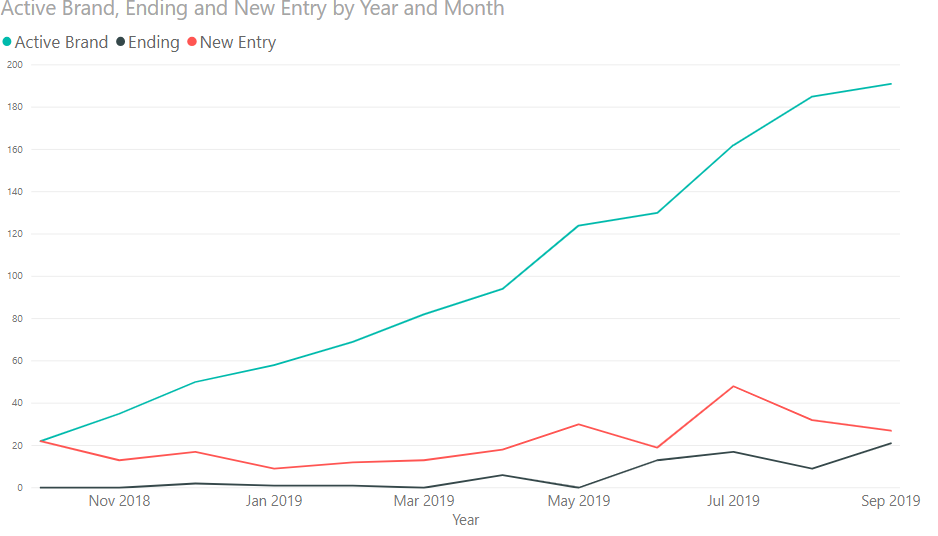 Active Brand, Ending and New Entry by Year and Month
Active Brand Ending New Entry
200
180
160
140
120
100
80
60
40
20
0
Nov 2018 Jan 2019 Mar 2019 May 2019 Jul 2019 Sep 2019
Year